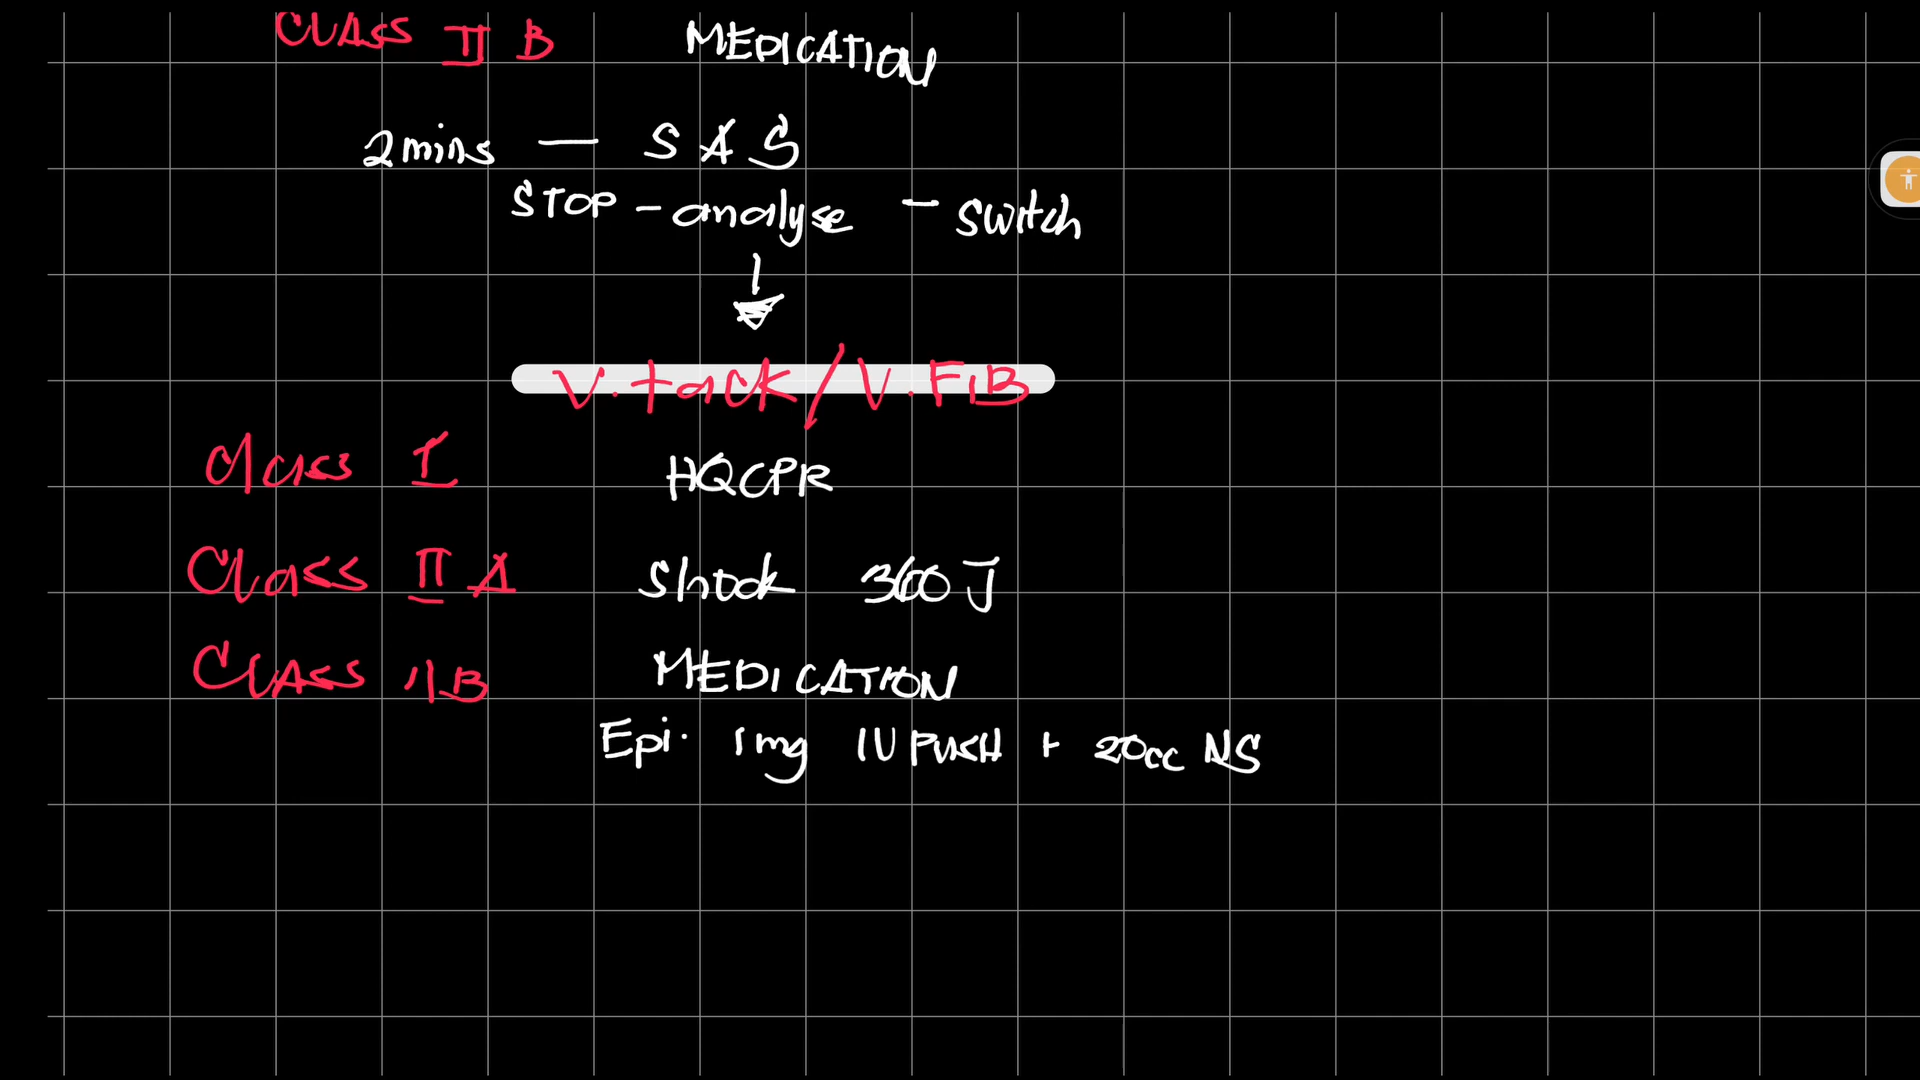 CLASS II B MEDICATION
2mins — S A S
STOP - analyse - switch
V. tack / V. FIB
Class I HQCPR
Class II A Shock 360 J
CLASS IIB MEDICATION
Epi. 1mg IV PUSH + 20cc NS